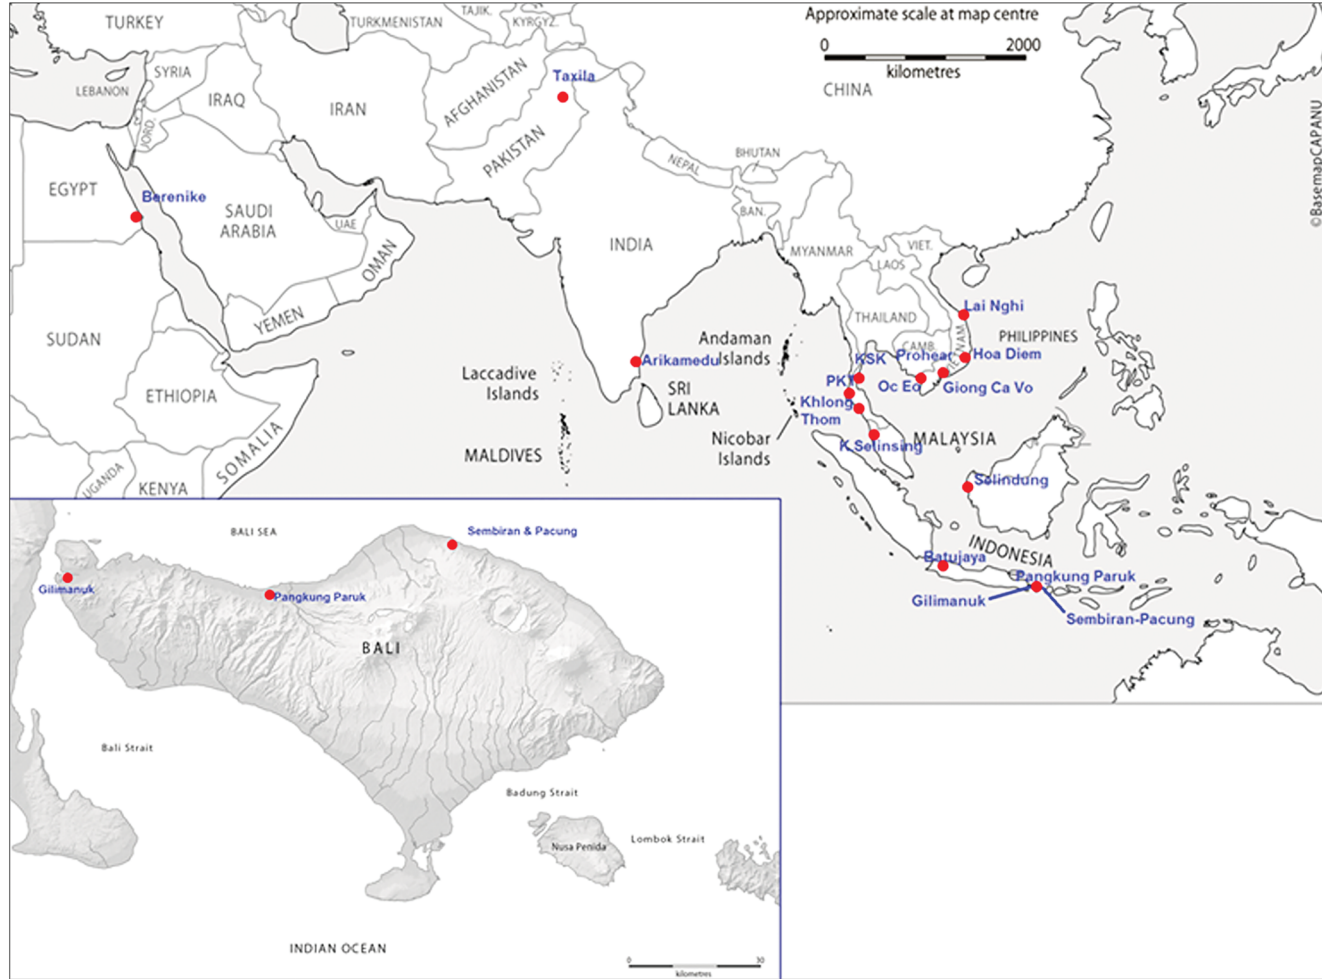 Approximate scale at map centre
0 2000
kilometres
TURKEY
TURKMENISTAN
TAJIK.
KYRGYZ.
SYRIA
LEBANON
IRAQ
JORD.
IRAN
AFGHANISTAN
Taxila
PAKISTAN
CHINA
©BasemapCAPANU
NEPAL
BHUTAN
EGYPT
Berenike
SAUDI
ARABIA
UAE
OMAN
BAN.
INDIA
MYANMAR
VIET.
LAOS
YEMEN
SUDAN
THAILAND
Lai Nghi
PHILIPPINES
Andaman
Islands
CAMB.
KSK
Prohear
Hoa Diem
Arikamedu
Laccadive
Islands
SRI
LANKA
PKT
Oc Eo
Giong Ca Vo
ETHIOPIA
Khlong
Thom
Nicobar
Islands
MALAYSIA
K.Selinsing
MALDIVES
SOMALIA
UGANDA
KENYA
Selindung
INDONESIA
Batujaya
Pangkung Paruk
Gilimanuk
Sembiran-Pacung
BALI SEA
Sembiran & Pacung
Gilimanuk
Pangkung Paruk
BALI
Bali Strait
Badung Strait
Lombok Strait
Nusa Penida
INDIAN OCEAN
0 30
kilometres